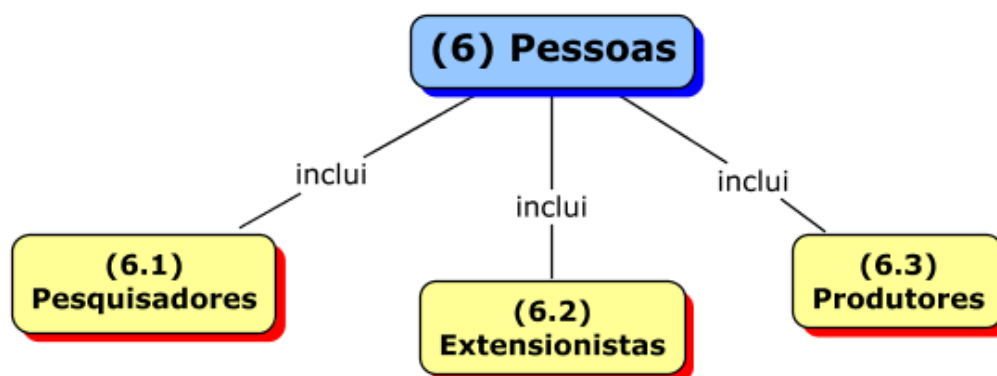 (6) Pessoas
inclui
inclui
inclui
(6.1)
Pesquisadores
(6.2)
Extensionistas
(6.3)
Produtores